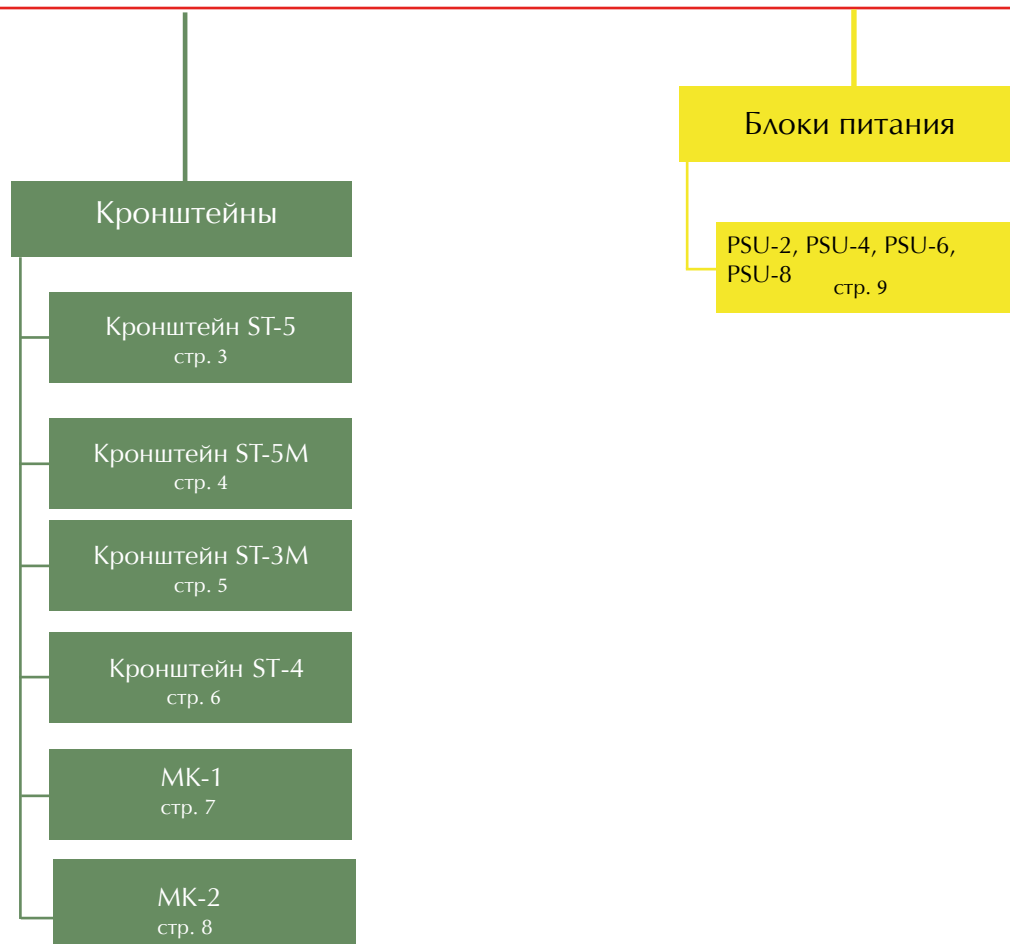 Кронштейны
Кронштейн ST-5
стр. 3
Кронштейн ST-5M
стр. 4
Кронштейн ST-3M
стр. 5
Кронштейн ST-4
стр. 6
МК-1
стр. 7
МК-2
стр. 8
Блоки питания
PSU-2, PSU-4, PSU-6,
PSU-8 стр. 9